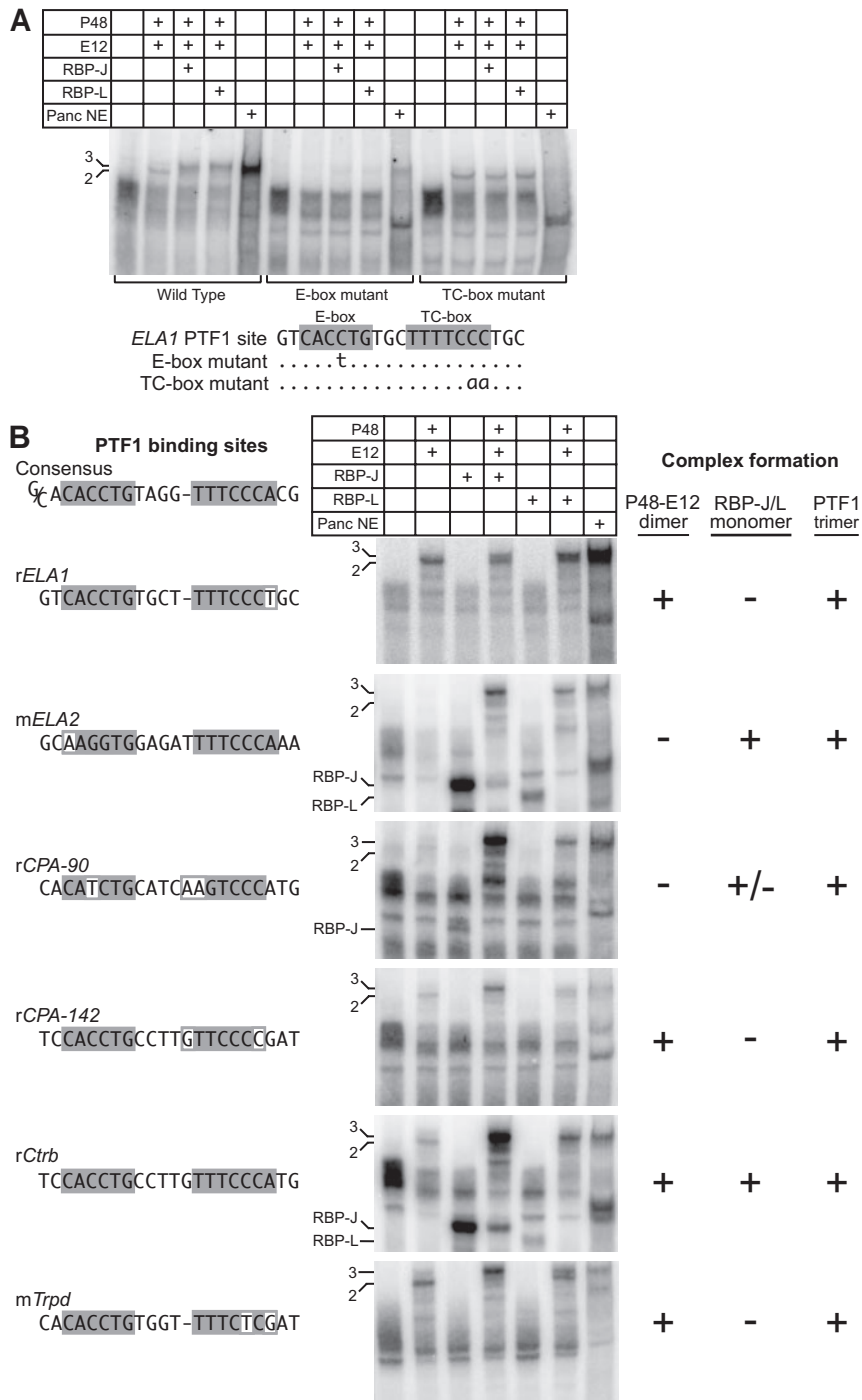 A
P48 + + + + + + + + +
E12 + + + + + + + + +
RBP-J + + +
RBP-L + + +
Panc NE + + +
3
2
Wild Type E-box mutant TC-box mutant
E-box TC-box
ELA1 PTF1 site GTCACCTGTGCTTTTCCCTGC
E-box mutant .....t...............
TC-box mutant ................aa...
B
PTF1 binding sites
Consensus
G/CACACCTGTAGG-TTTCCCACG
P48 + + +
E12 + + +
RBP-J + +
RBP-L + +
Panc NE +
Complex formation
P48-E12 dimer RBP-J/L monomer PTF1 trimer
rELA1
GTCACCTGTGCT-TTTCCCTGC
3
2
+ - +
mELA2
GCAAGGTGGAGATTTTCCCAAA
3
2
RBP-J
RBP-L
- + +
rCPA-90
CACATCTGCATCAAGTCCCATG
3
2
RBP-J
- +/- +
rCPA-142
TCCACCTGCCTTGTTCCCCGAT
3
2
+ - +
rCtrb
TCCACCTGCCTTGTTTCCCATG
3
2
RBP-J
RBP-L
+ + +
mTrpd
CACACCTGTGGT-TTTCTCGAT
3
2
+ - +